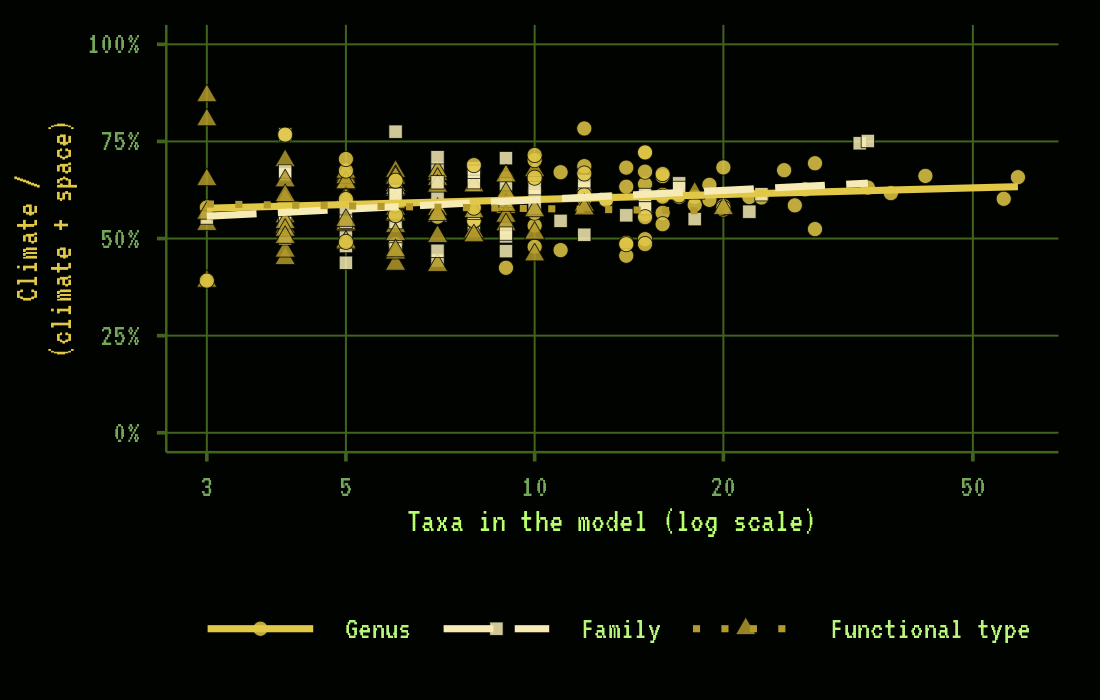 100%
75%
50%
25%
0%
Climate /
(climate + space)
3 5 10 20 50
Taxa in the model (log scale)
Genus Family Functional type